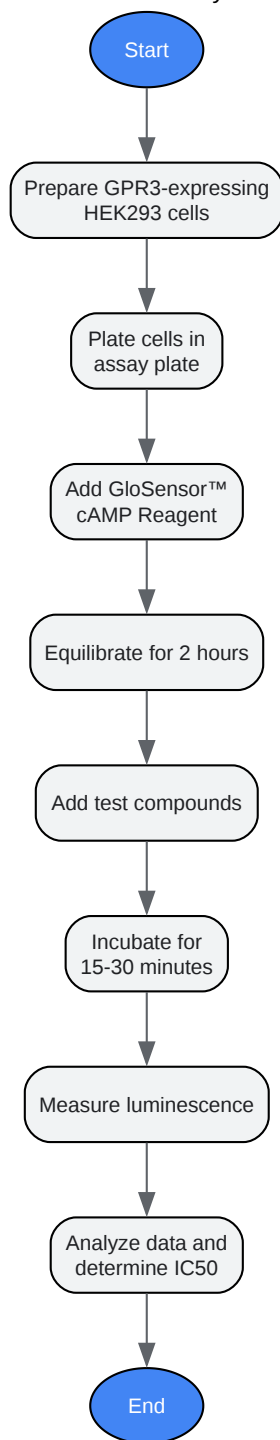 Start
Prepare GPR3-expressing
HEK293 cells
Plate cells in
assay plate
Add GloSensor™
cAMP Reagent
Equilibrate for 2 hours
Add test compounds
Incubate for
15-30 minutes
Measure luminescence
Analyze data and
determine IC50
End